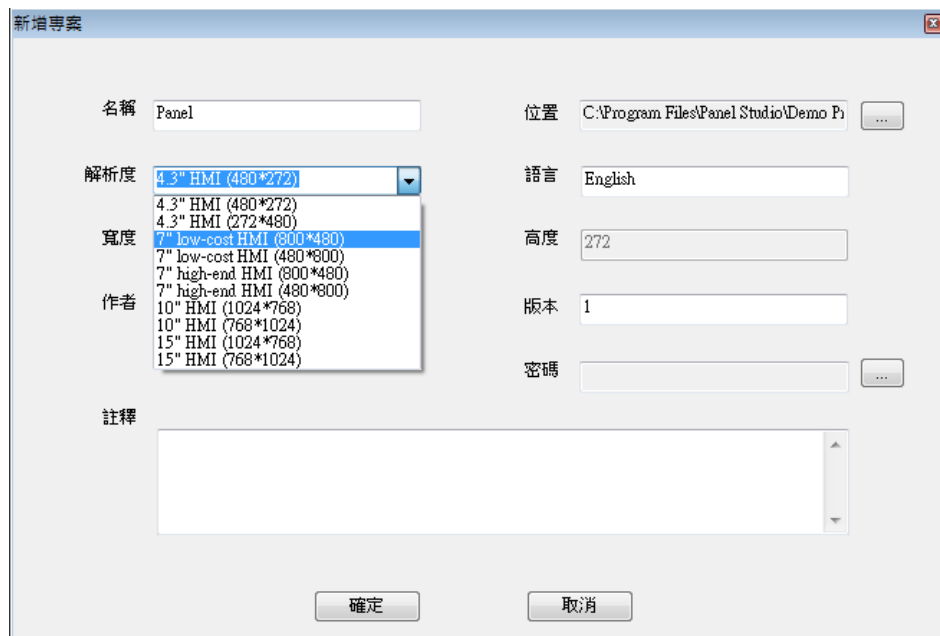 新增專案
名稱
Panel
位置
C:\Program Files\Panel Studio\Demo Pr
...
解析度
4.3" HMI (480*272)
語言
English
4.3" HMI (480*272)
4.3" HMI (272*480)
7" low-cost HMI (800*480)
7" low-cost HMI (480*800)
7" high-end HMI (800*480)
7" high-end HMI (480*800)
10" HMI (1024*768)
10" HMI (768*1024)
15" HMI (1024*768)
15" HMI (768*1024)
寬度
高度
272
作者
版本
1
密碼
...
註釋
確定
取消